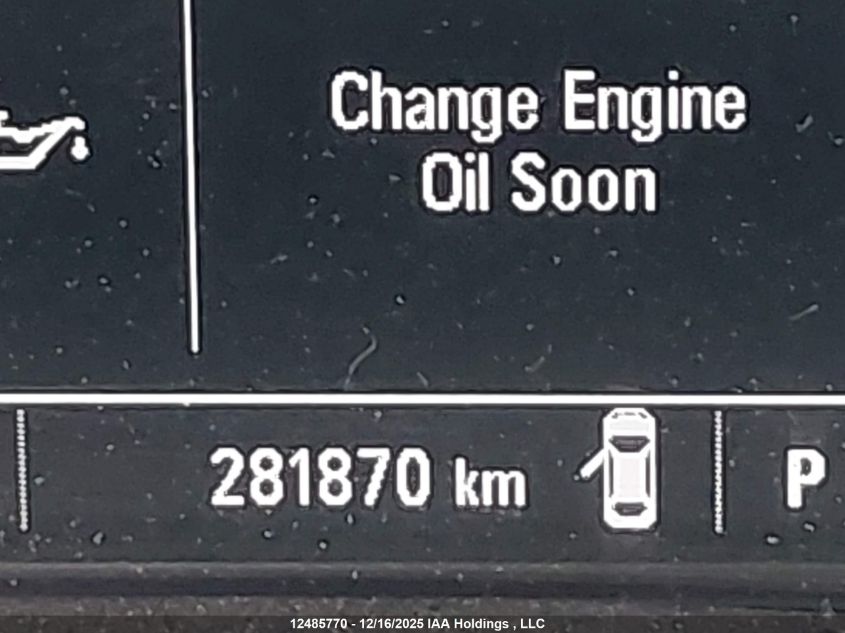 Change Engine
Oil Soon
281870 km
P
12485770 - 12/16/2025 IAA Holdings , LLC